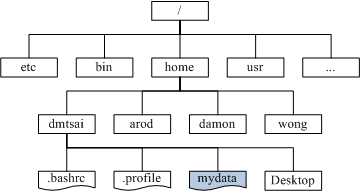 /
etc bin home usr ...
dmtsai arod damon wong
.bashrc .profile mydata Desktop